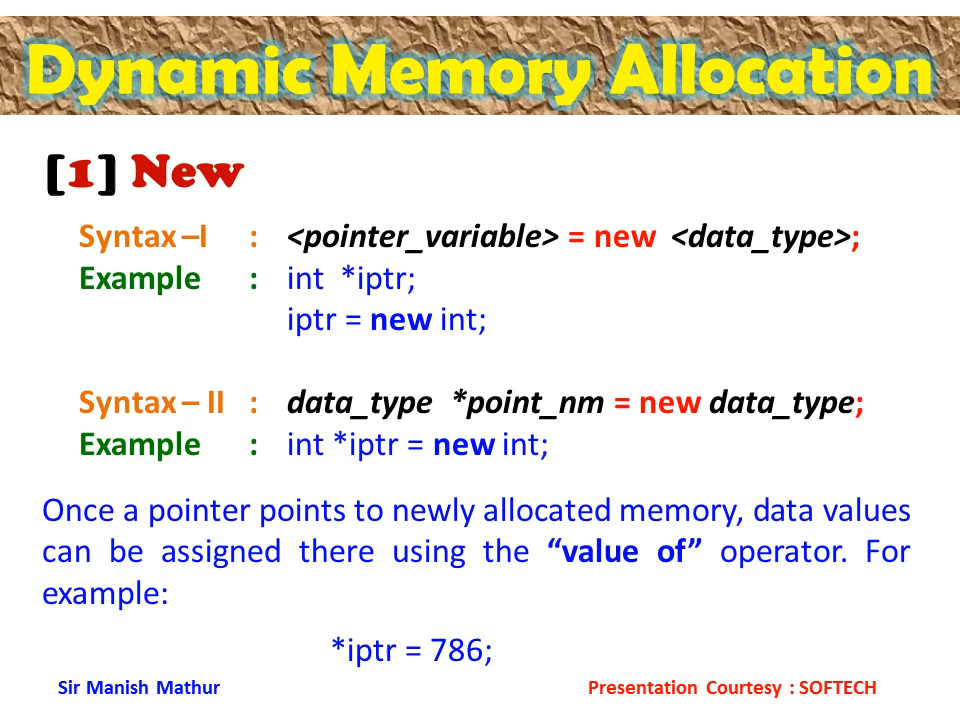 Dynamic Memory Allocation
[1] New
Syntax –I : <pointer_variable> = new <data_type>;
Example : int *iptr;
iptr = new int;
Syntax – II : data_type *point_nm = new data_type;
Example : int *iptr = new int;
Once a pointer points to newly allocated memory, data values
can be assigned there using the “value of” operator. For
example:
*iptr = 786;
Sir Manish Mathur Presentation Courtesy : SOFTECH